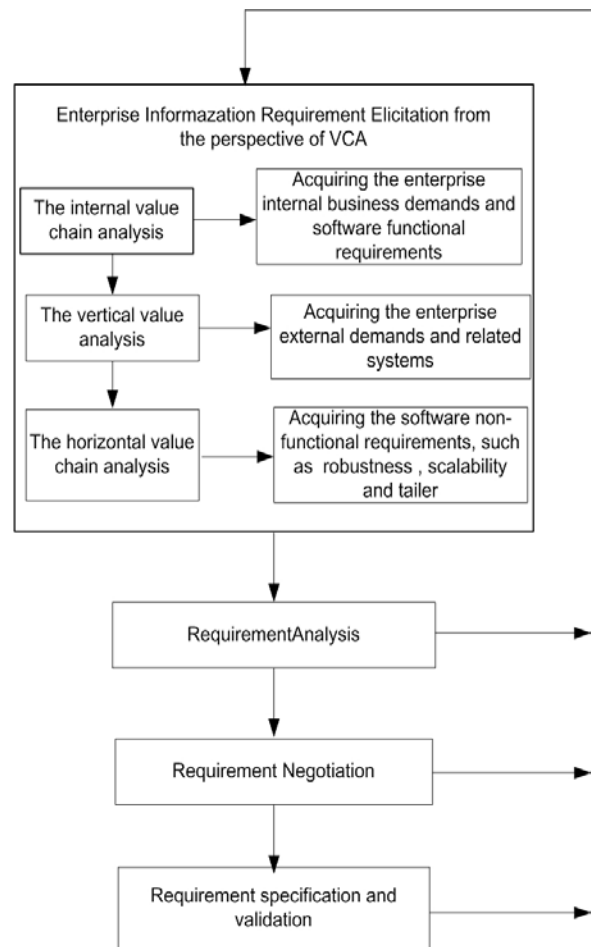 Enterprise Informazation Requirement Elicitation from
the perspective of VCA
The internal value
chain analysis
Acquiring the enterprise
internal business demands and
software functional
requirements
The vertical value
analysis
Acquiring the enterprise
external demands and related
systems
The horizontal value
chain analysis
Acquiring the software non-
functional requirements, such
as robustness , scalability
and tailer
RequirementAnalysis
Requirement Negotiation
Requirement specification and
validation